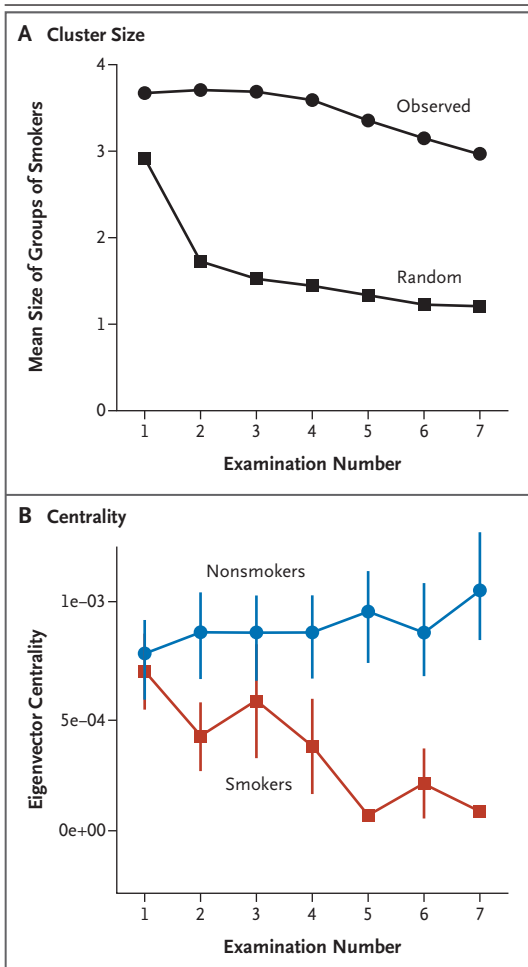 A Cluster Size
Mean Size of Groups of Smokers
4
3
2
1
0
Observed
Random
1 2 3 4 5 6 7
Examination Number
B Centrality
Eigenvector Centrality
1e–03
5e–04
0e+00
Nonsmokers
Smokers
1 2 3 4 5 6 7
Examination Number